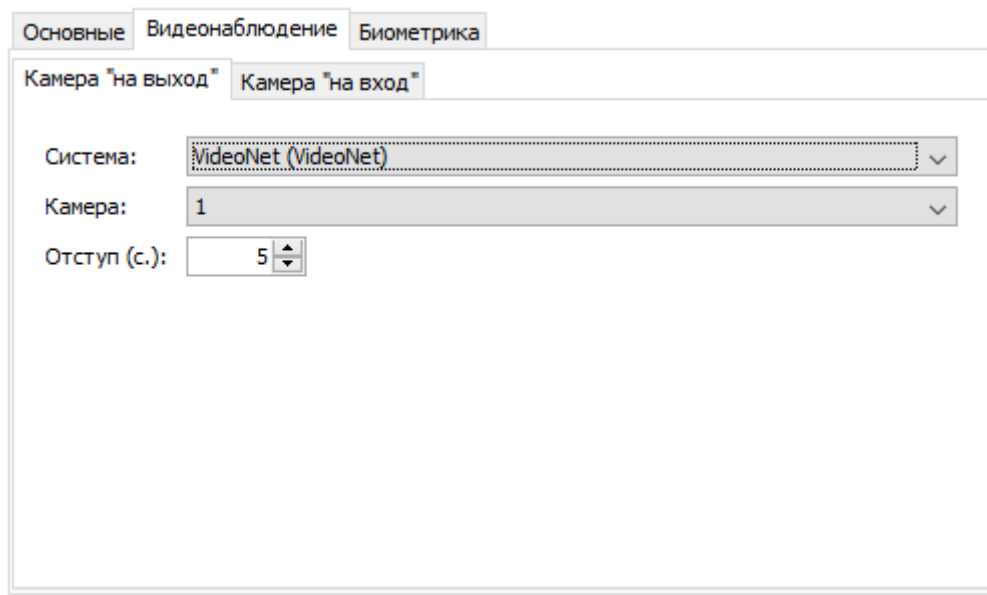 Основные Видеонаблюдение Биометрика
Камера "на выход" Камера "на вход"
Система: VideoNet (VideoNet)
Камера: 1
Отступ (с.): 5